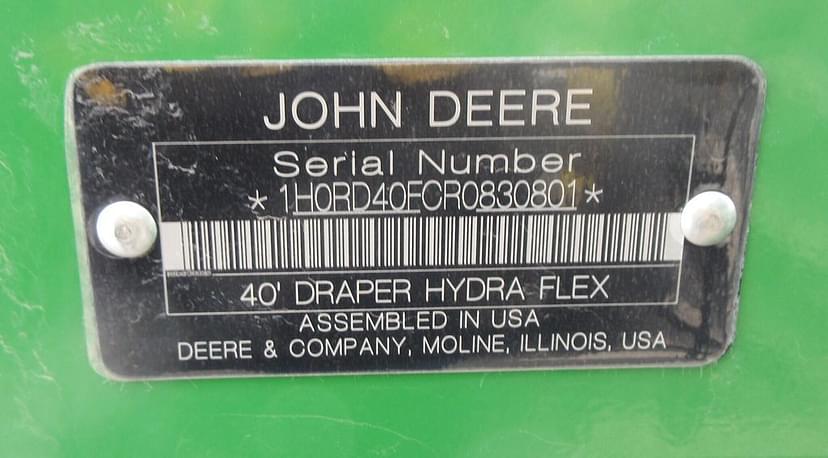 JOHN DEERE
Serial Number
*1H0RD40FCR0830801*
40' DRAPER HYDRA FLEX
ASSEMBLED IN USA
DEERE & COMPANY, MOLINE, ILLINOIS, USA